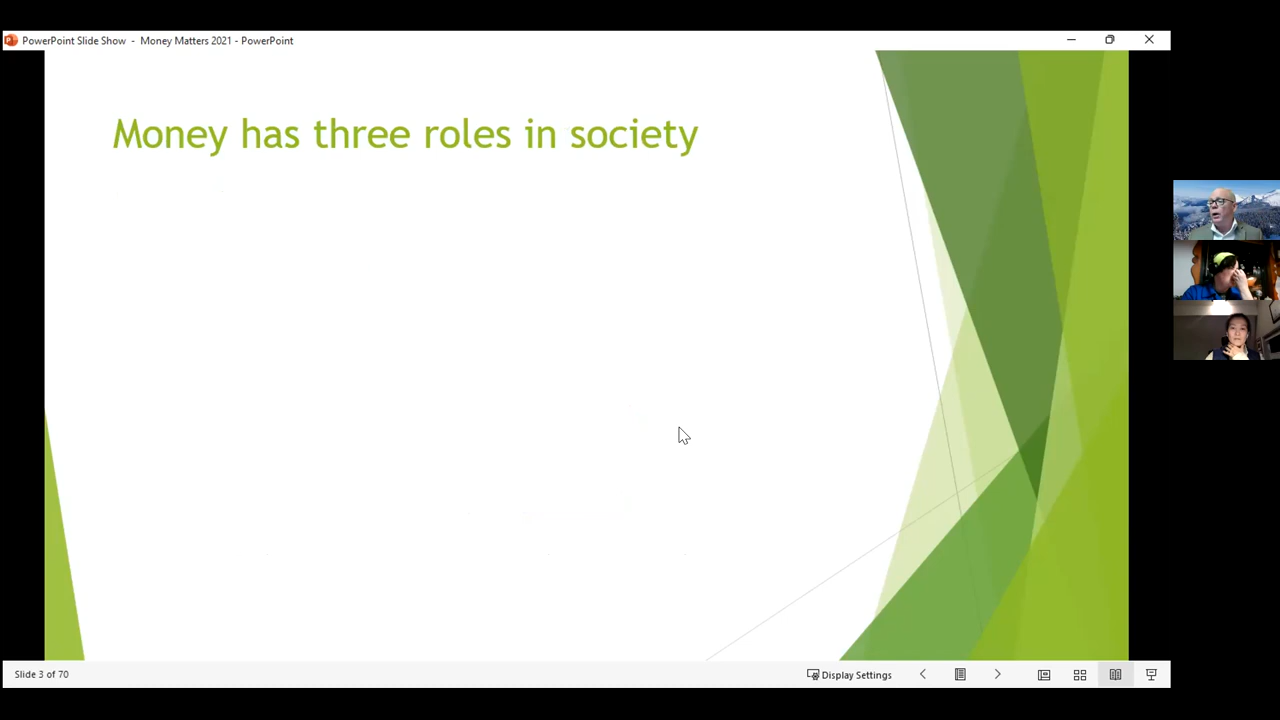 PowerPoint Slide Show - Money Matters 2021 - PowerPoint
Money has three roles in society
Slide 3 of 70
Display Settings